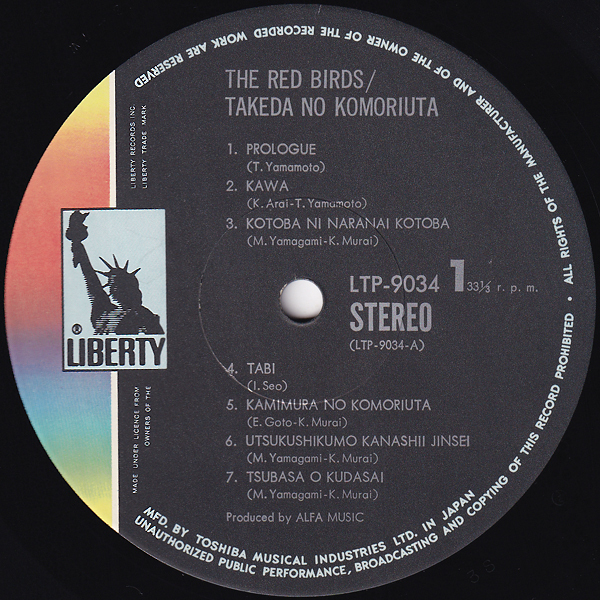 THE RED BIRDS/
TAKEDA NO KOMORIUTA
1. PROLOGUE
(T. Yamamoto)
2. KAWA
(K. Arai-T. Yamumoto)
3. KOTOBA NI NARANAI KOTOBA
(M. Yamagami-K. Murai)
LTP-9034 1 33⅓ r. p. m.
STEREO
(LTP-9034-A)
4. TABI
(I. Seo)
5. KAMIMURA NO KOMORIUTA
(E. Goto-K. Murai)
6. UTSUKUSHIKUMO KANASHII JINSEI
(M. Yamagami-K. Murai)
7. TSUBASA O KUDASAI
(M. Yamagami-K. Murai)
Produced by ALFA MUSIC
LIBERTY RECORDS INC.
LIBERTY TRADE MARK
®
LIBERTY
MADE UNDER LICENCE FROM
OWNERS OF THE
MFD. BY TOSHIBA MUSICAL INDUSTRIES LTD. IN JAPAN
ALL RIGHTS OF THE MANUFACTURER AND OF THE OWNER OF THE RECORDED WORK ARE RESERVED
UNAUTHORIZED PUBLIC PERFORMANCE, BROADCASTING AND COPYING OF THIS RECORD PROHIBITED •